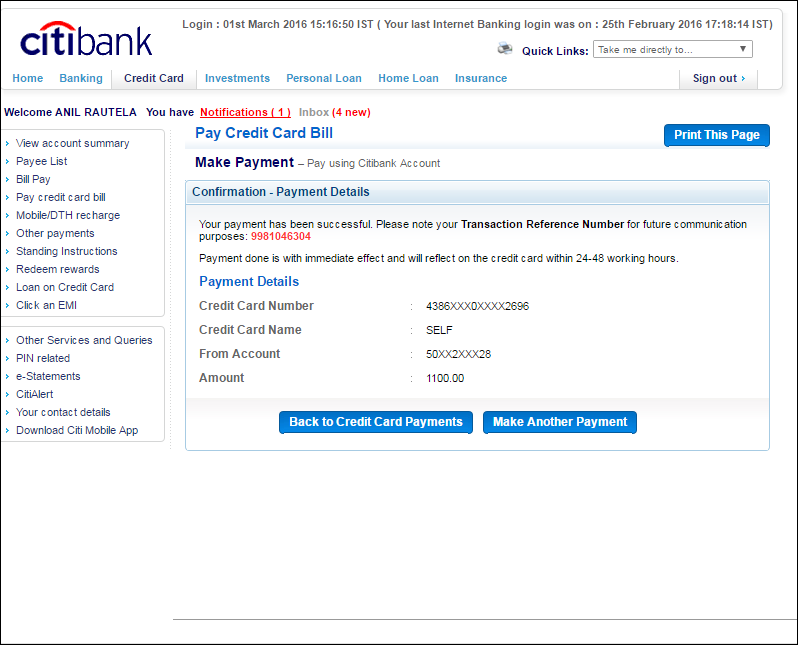 citibank
Login : 01st March 2016 15:16:50 IST ( Your last Internet Banking login was on : 25th February 2016 17:18:14 IST)
Quick Links: Take me directly to...
Home Banking Credit Card Investments Personal Loan Home Loan Insurance Sign out
Welcome ANIL RAUTELA You have Notifications ( 1 ) Inbox (4 new)
View account summary
Payee List
Bill Pay
Pay credit card bill
Mobile/DTH recharge
Other payments
Standing Instructions
Redeem rewards
Loan on Credit Card
Click an EMI
Other Services and Queries
PIN related
e-Statements
CitiAlert
Your contact details
Download Citi Mobile App
Pay Credit Card Bill
Print This Page
Make Payment – Pay using Citibank Account
Confirmation - Payment Details
Your payment has been successful. Please note your Transaction Reference Number for future communication
purposes: 9981046304
Payment done is with immediate effect and will reflect on the credit card within 24-48 working hours.
Payment Details
Credit Card Number : 4386XXX0XXXX2696
Credit Card Name : SELF
From Account : 50XX2XXX28
Amount : 1100.00
Back to Credit Card Payments Make Another Payment